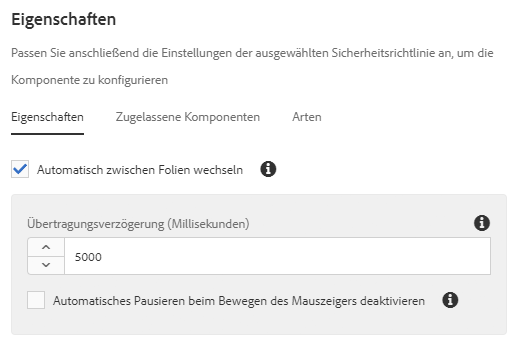 Eigenschaften
Passen Sie anschließend die Einstellungen der ausgewählten Sicherheitsrichtlinie an, um die
Komponente zu konfigurieren
Eigenschaften Zugelassene Komponenten Arten
Automatisch zwischen Folien wechseln
Übertragungsverzögerung (Millisekunden)
5000
Automatisches Pausieren beim Bewegen des Mauszeigers deaktivieren